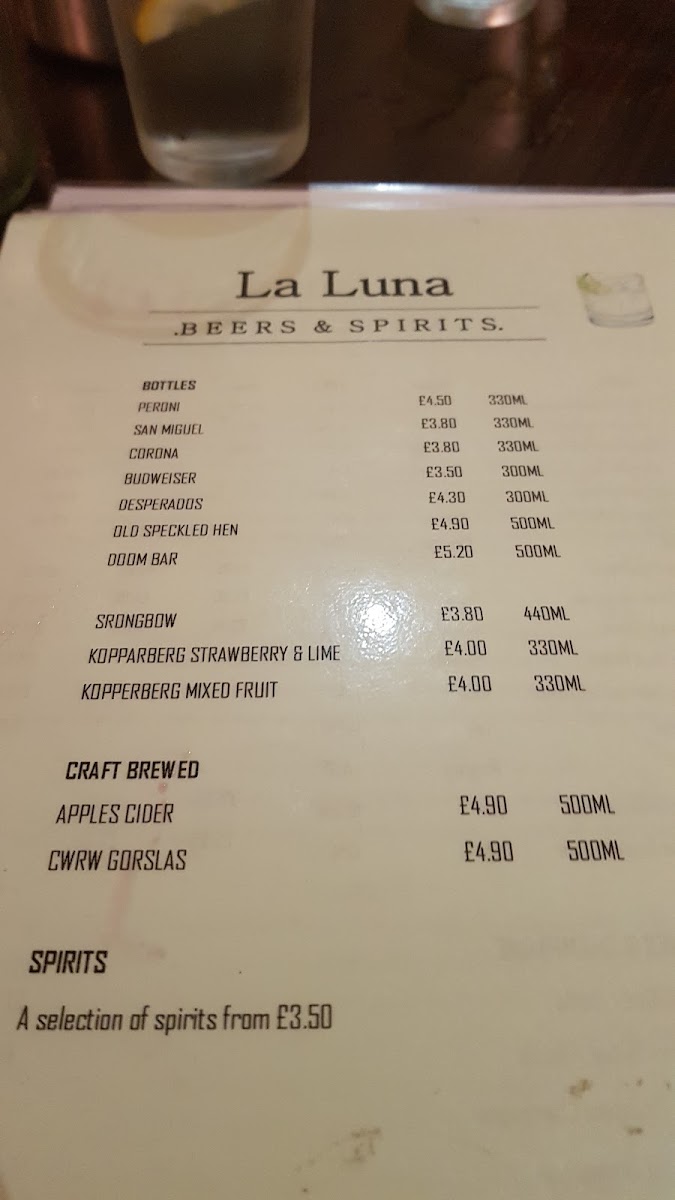 La Luna
.BEERS & SPIRITS.
BOTTLES
PERONI £4.50 330ML
SAN MIGUEL £3.80 330ML
CORONA £3.80 330ML
BUDWEISER £3.50 300ML
DESPERADOS £4.30 300ML
OLD SPECKLED HEN £4.90 500ML
DOOM BAR £5.20 500ML
SRONGBOW £3.80 440ML
KOPPARBERG STRAWBERRY & LIME £4.00 330ML
KOPPERBERG MIXED FRUIT £4.00 330ML
CRAFT BREWED
APPLES CIDER £4.90 500ML
CWRW GORSLAS £4.90 500ML
SPIRITS
A selection of spirits from £3.50